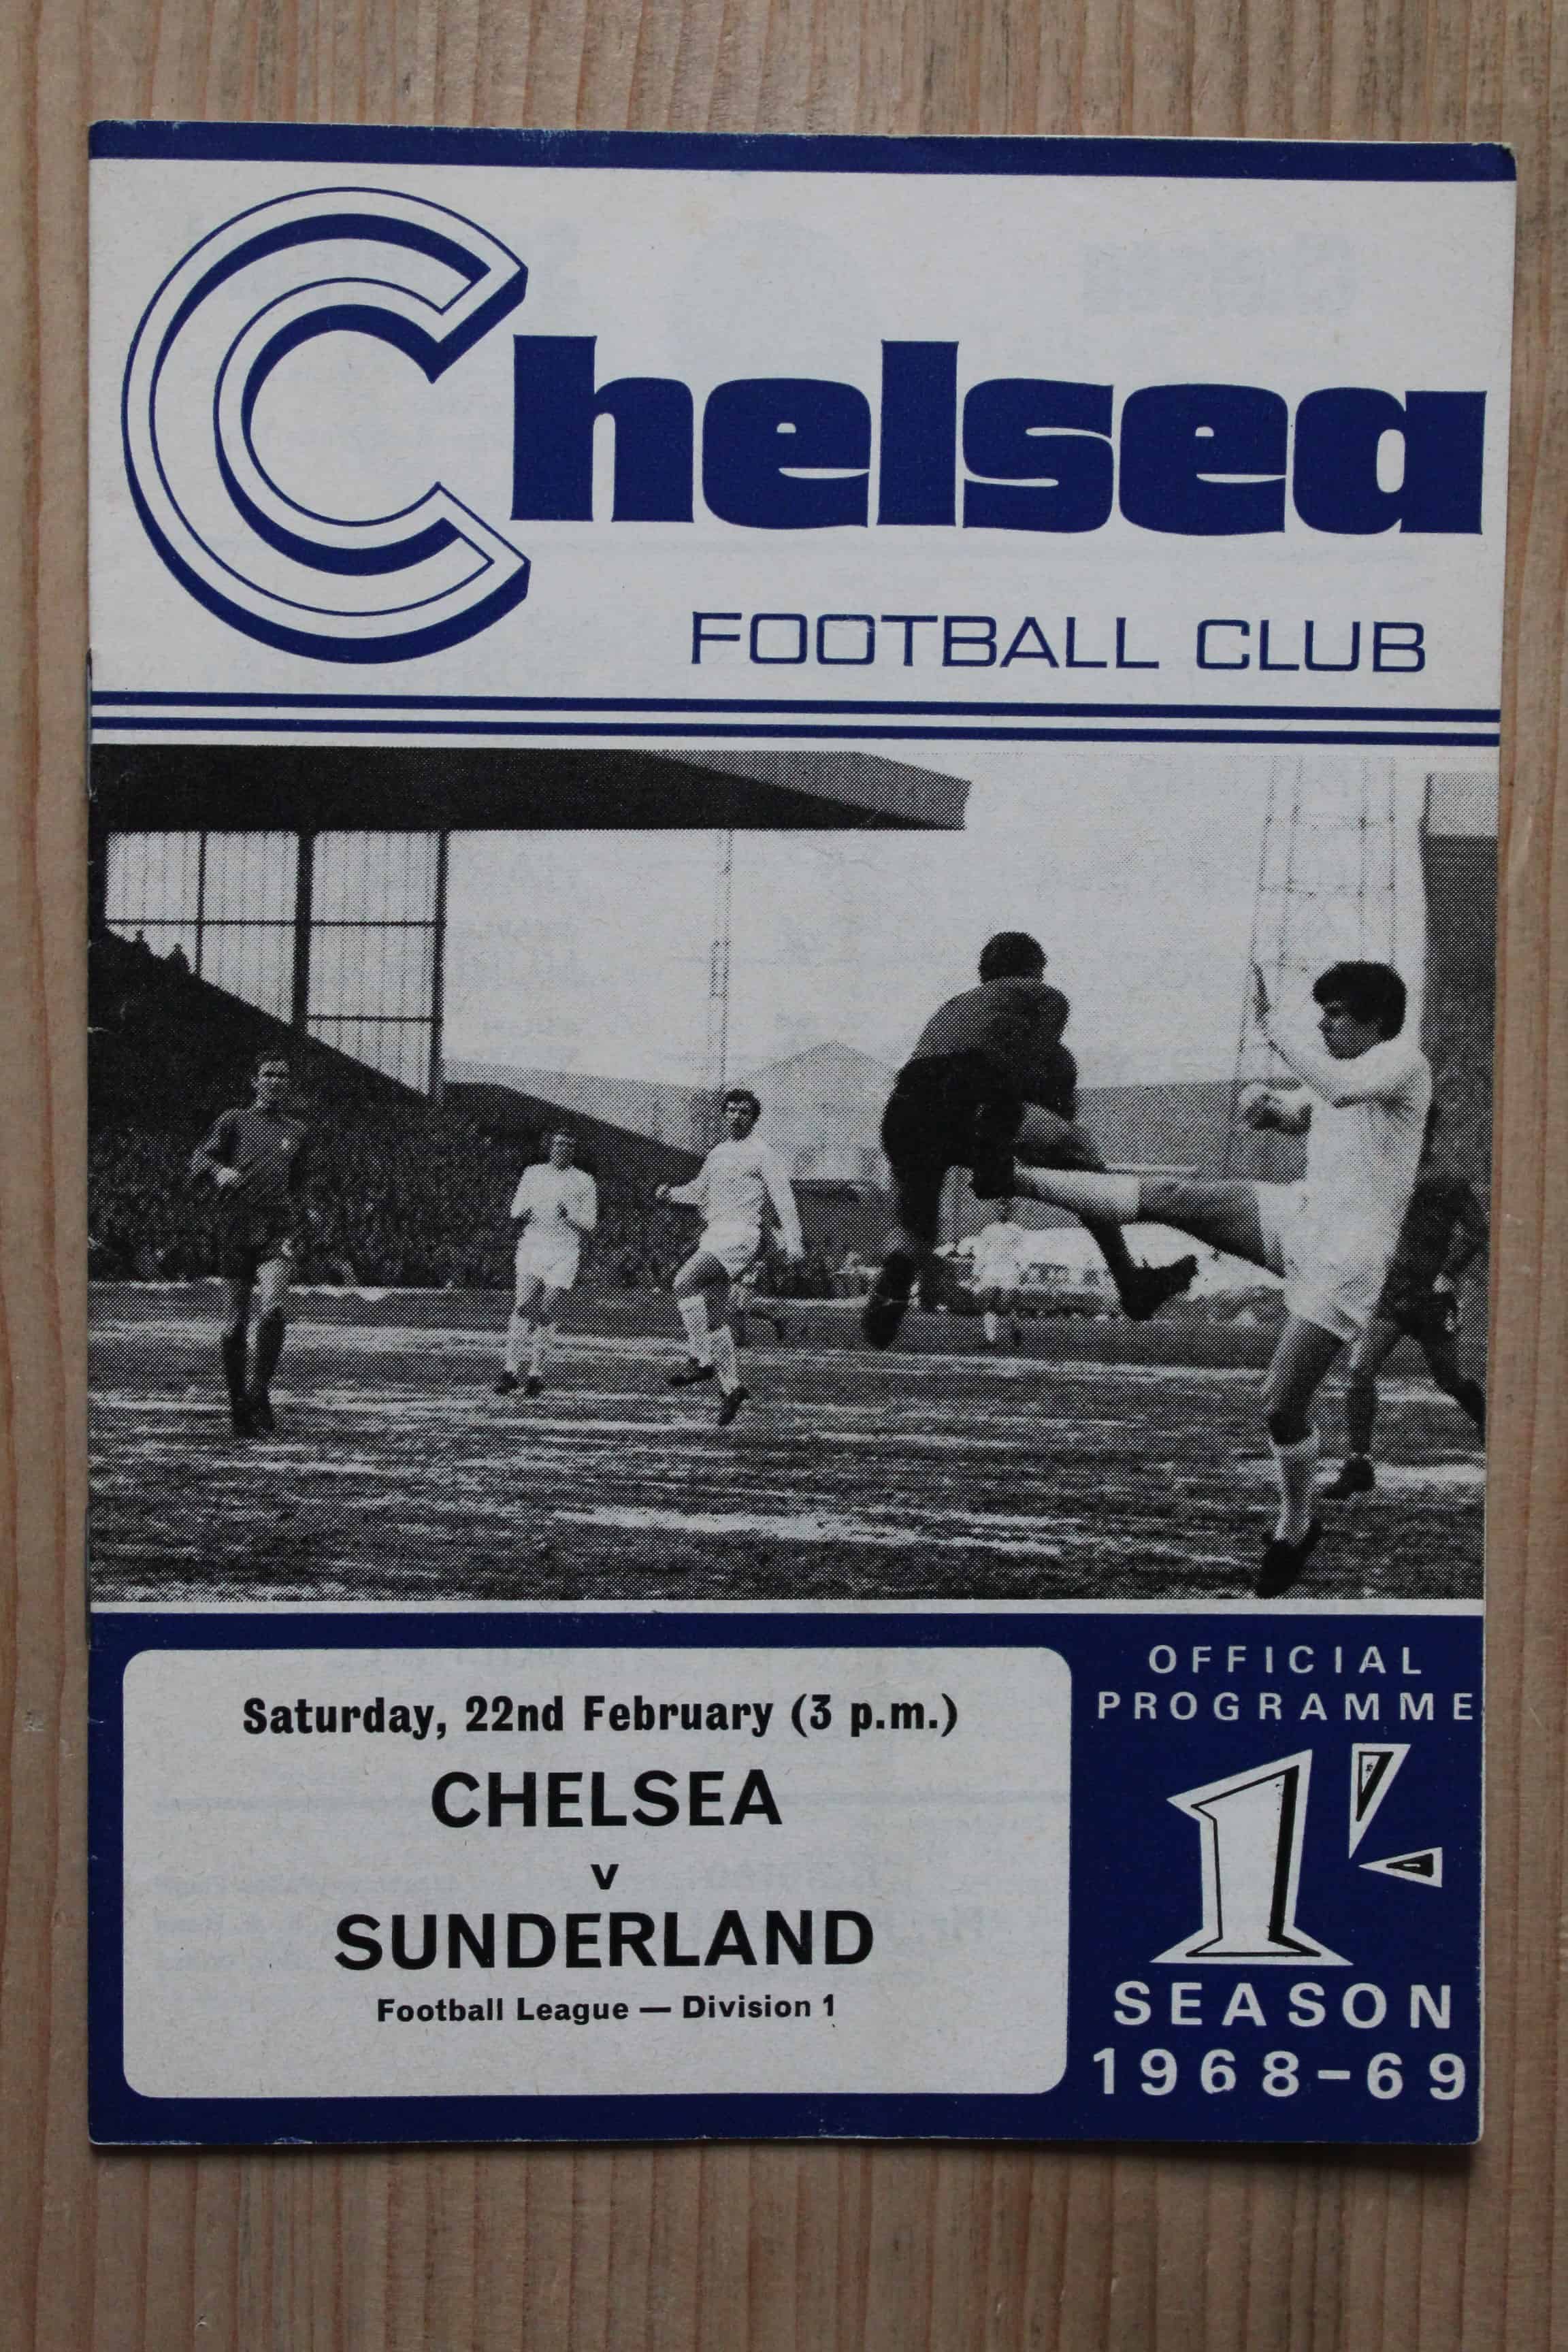 Chelsea
FOOTBALL CLUB
Saturday, 22nd February (3 p.m.)
CHELSEA
v
SUNDERLAND
Football League — Division 1
OFFICIAL
PROGRAMME
1'-
SEASON
1968-69